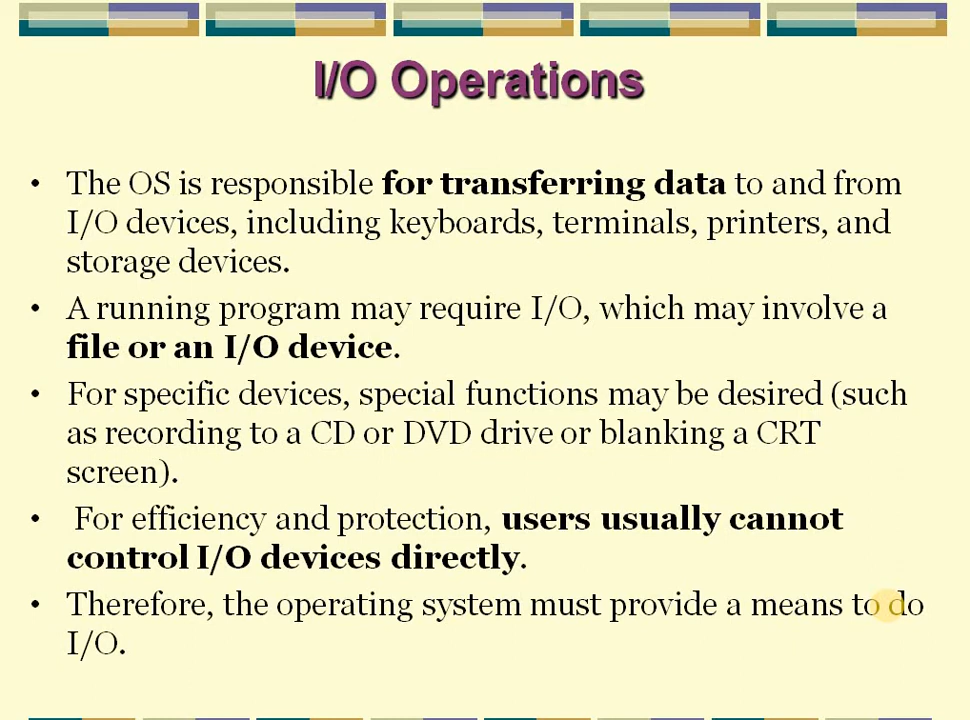 I/O Operations
• The OS is responsible for transferring data to and from
I/O devices, including keyboards, terminals, printers, and
storage devices.
• A running program may require I/O, which may involve a
file or an I/O device.
• For specific devices, special functions may be desired (such
as recording to a CD or DVD drive or blanking a CRT
screen).
• For efficiency and protection, users usually cannot
control I/O devices directly.
• Therefore, the operating system must provide a means to do
I/O.